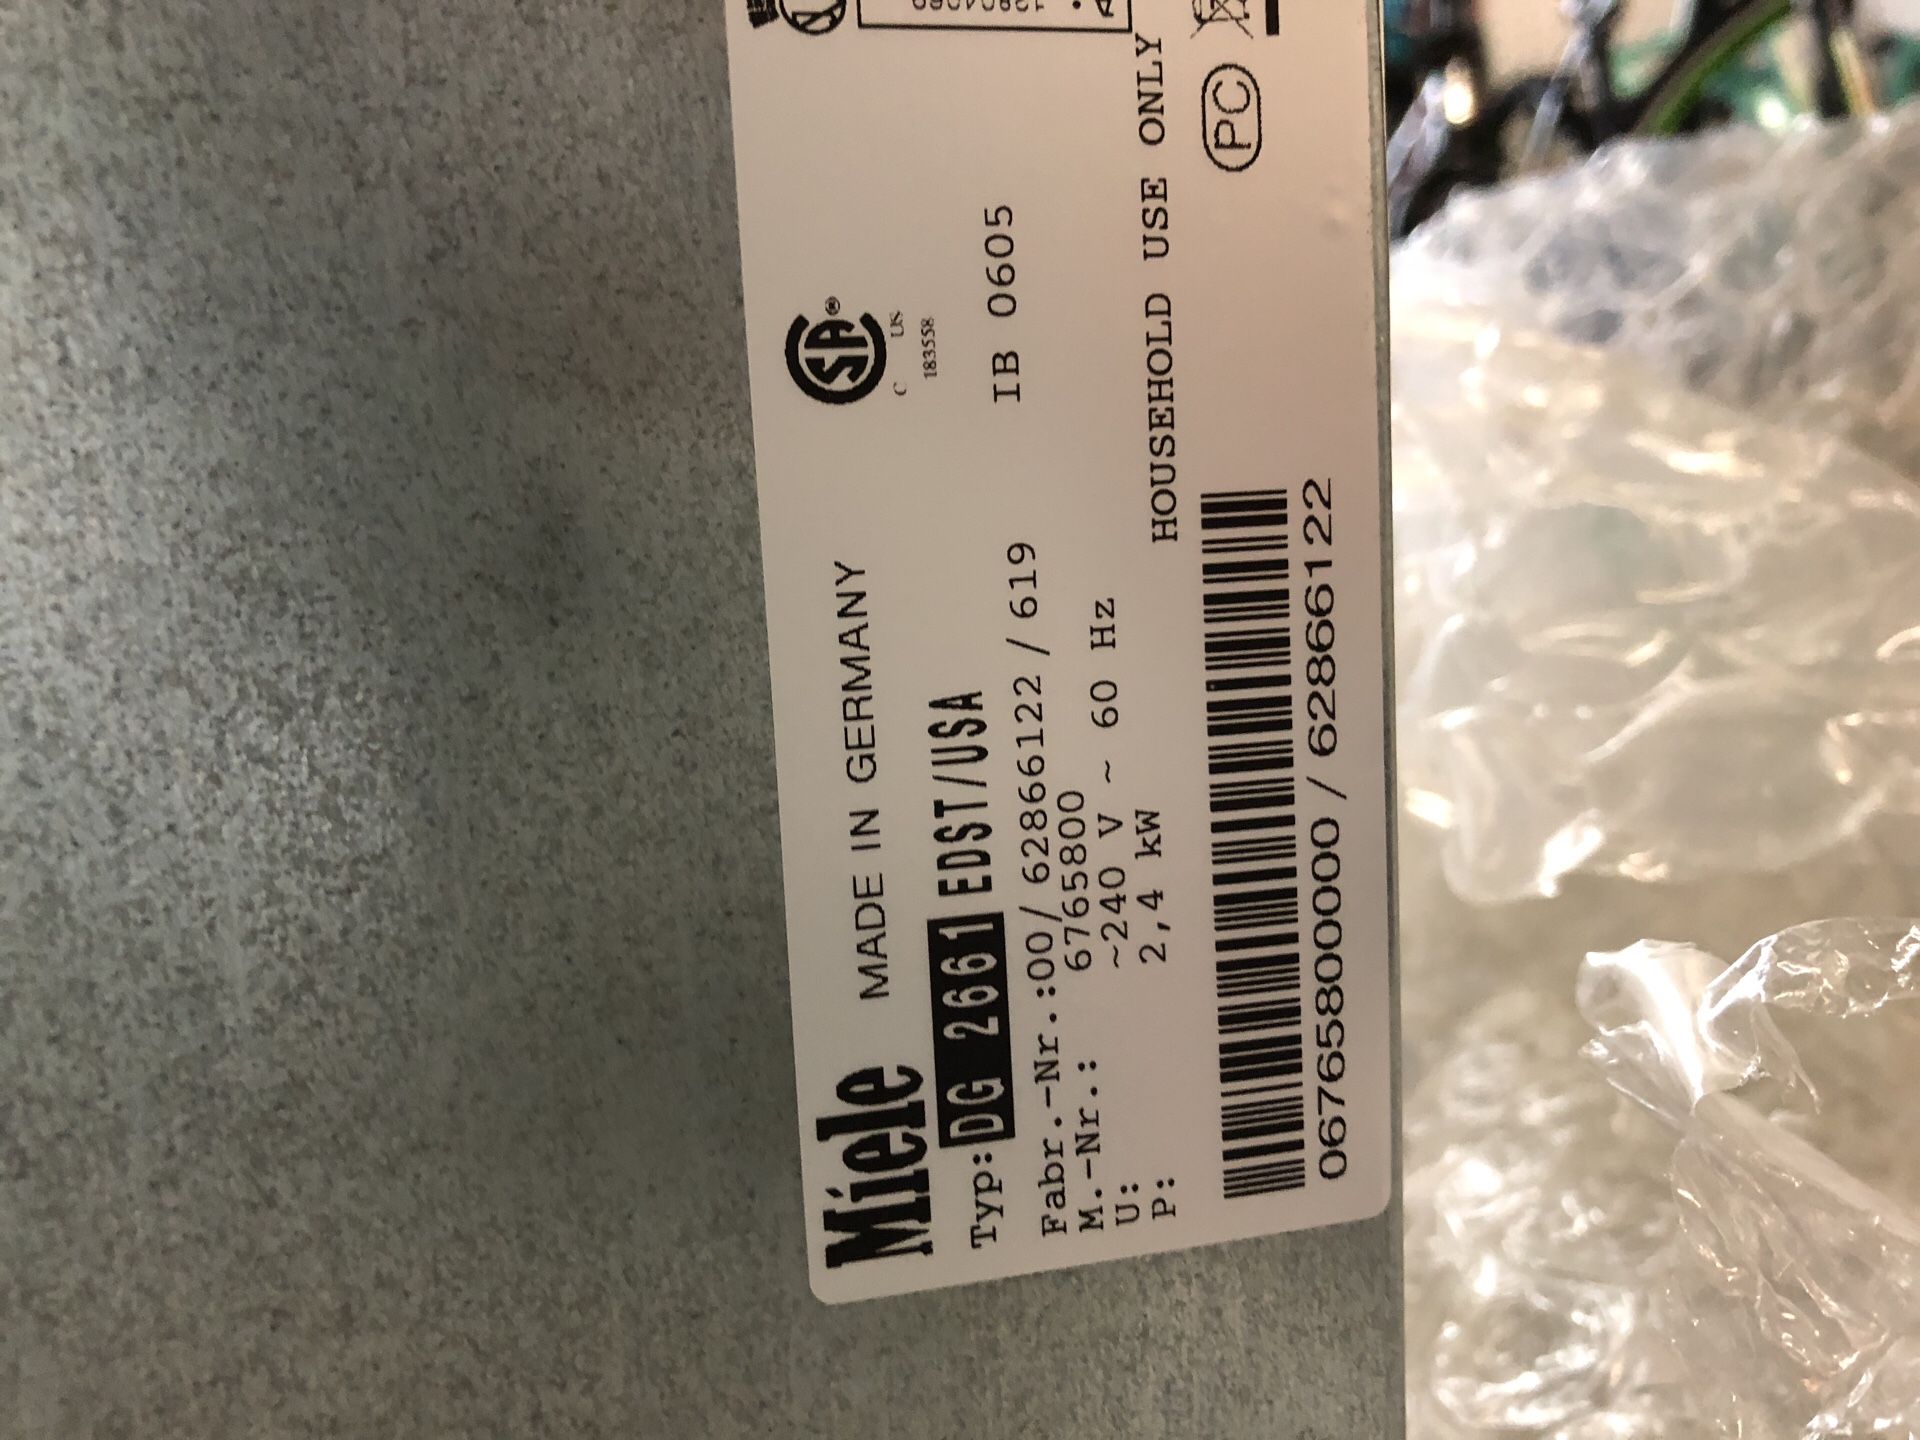 Miele MADE IN GERMANY
CSA®
C US
183558
Typ: DG 2661 EDST/USA
Fabr.-Nr.:00/ 62866122 / 619 IB 0605
M.-Nr.: 6765800
U: ~240 V ~ 60 Hz
P: 2,4 kW
HOUSEHOLD USE ONLY
PC
06765800000 / 62866122